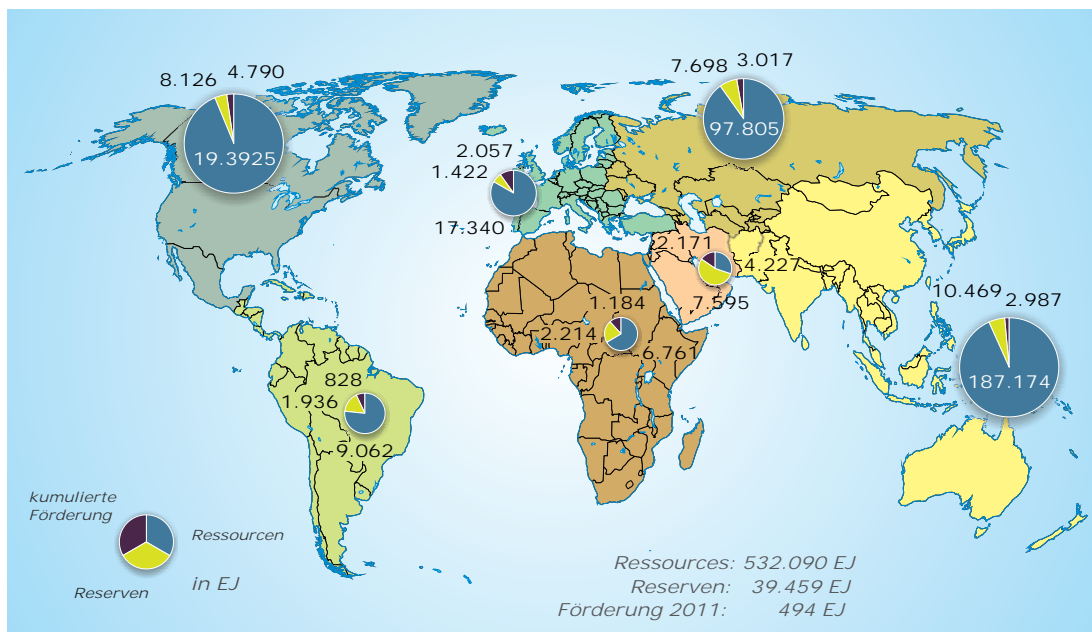 8.126 4.790
19.3925
7.698 3.017
97.805
2.057
1.422
17.340
2.171
4.227
7.595
1.184
2.214
6.761
10.469 2.987
187.174
828
1.936
9.062
kumulierte
Förderung
Ressourcen
Reserven
in EJ
Ressources: 532.090 EJ
Reserven: 39.459 EJ
Förderung 2011: 494 EJ